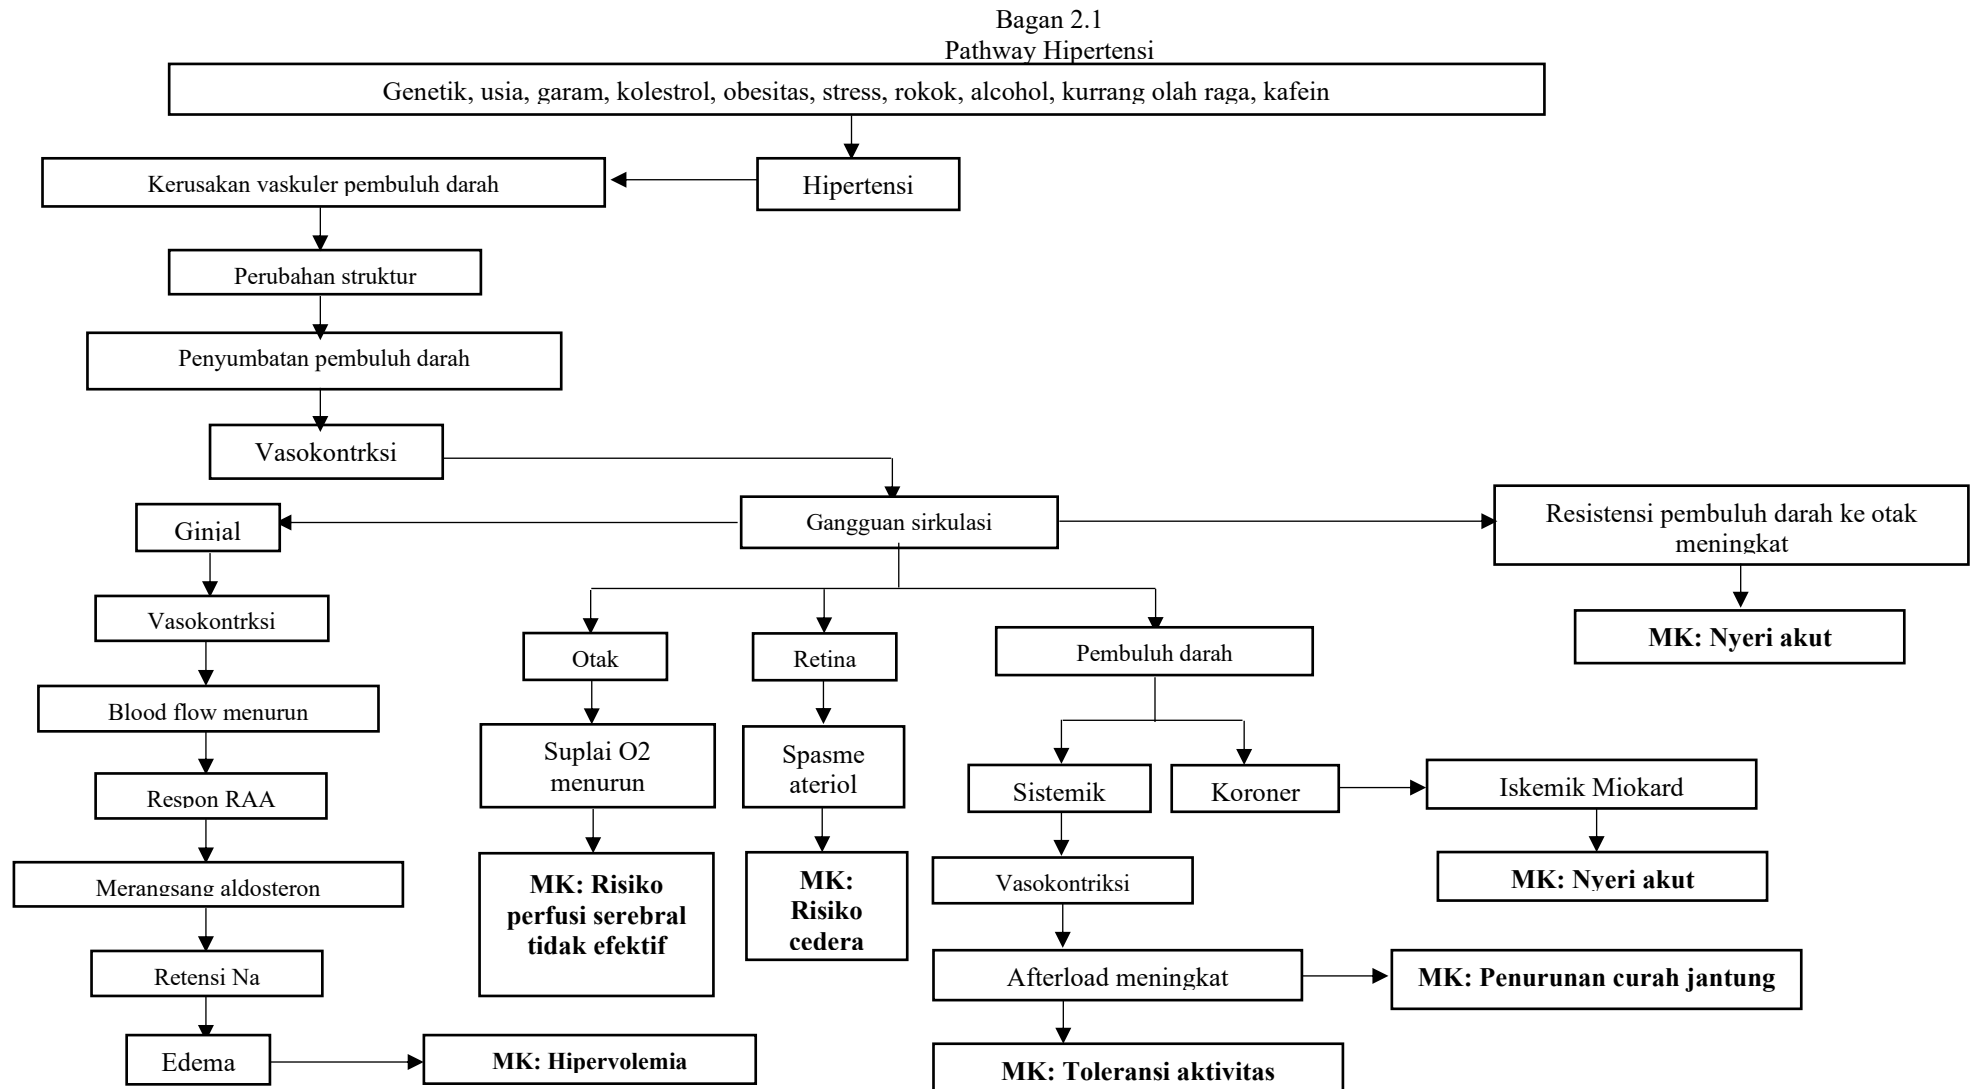 Bagan 2.1
Pathway Hipertensi
Genetik, usia, garam, kolestrol, obesitas, stress, rokok, alcohol, kurrang olah raga, kafein
Kerusakan vaskuler pembuluh darah
Hipertensi
Perubahan struktur
Penyumbatan pembuluh darah
Vasokontrksi
Ginjal
Gangguan sirkulasi
Resistensi pembuluh darah ke otak
meningkat
Vasokontrksi
MK: Nyeri akut
Otak
Retina
Pembuluh darah
Blood flow menurun
Suplai O2
menurun
Spasme
ateriol
Respon RAA
Sistemik
Koroner
Iskemik Miokard
Merangsang aldosteron
MK: Risiko
perfusi serebral
tidak efektif
MK:
Risiko
cedera
Vasokontriksi
MK: Nyeri akut
Retensi Na
Afterload meningkat
MK: Penurunan curah jantung
Edema
MK: Hipervolemia
MK: Toleransi aktivitas